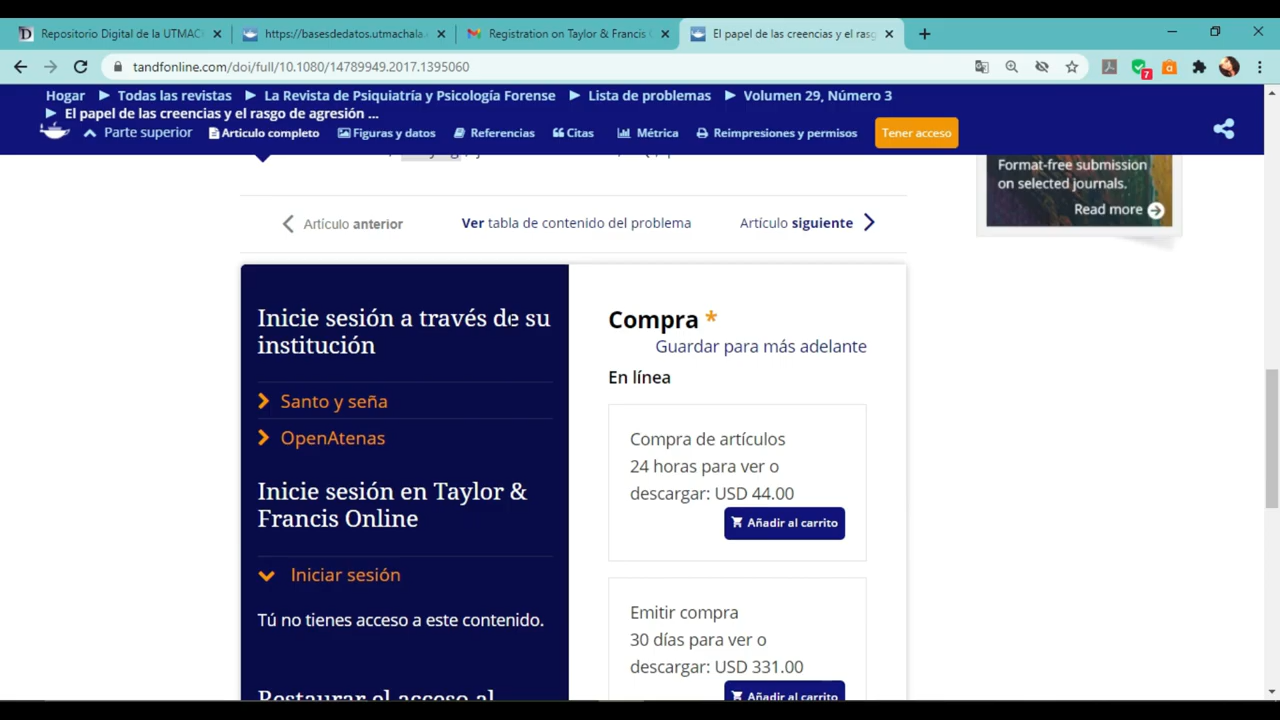 Repositorio Digital de la UTMAC
https://basesdedatos.utmachala.
Registration on Taylor & Francis
El papel de las creencias y el rasg
tandfonline.com/doi/full/10.1080/14789949.2017.1395060
7
Hogar ▶ Todas las revistas ▶ La Revista de Psiquiatría y Psicología Forense ▶ Lista de problemas ▶ Volumen 29, Número 3
▶ El papel de las creencias y el rasgo de agresión ...
Parte superior
Articulo completo
Figuras y datos
Referencias
Citas
Métrica
Reimpresiones y permisos
Tener acceso
Format-free submission
on selected journals.
Read more
Artículo anterior
Ver tabla de contenido del problema
Artículo siguiente
Inicie sesión a través de su
institución
Santo y seña
OpenAtenas
Inicie sesión en Taylor &
Francis Online
Iniciar sesión
Tú no tienes acceso a este contenido.
Restaurar el acceso al
Compra *
Guardar para más adelante
En línea
Compra de artículos
24 horas para ver o
descargar: USD 44.00
Añadir al carrito
Emitir compra
30 días para ver o
descargar: USD 331.00
Añadir al carrito